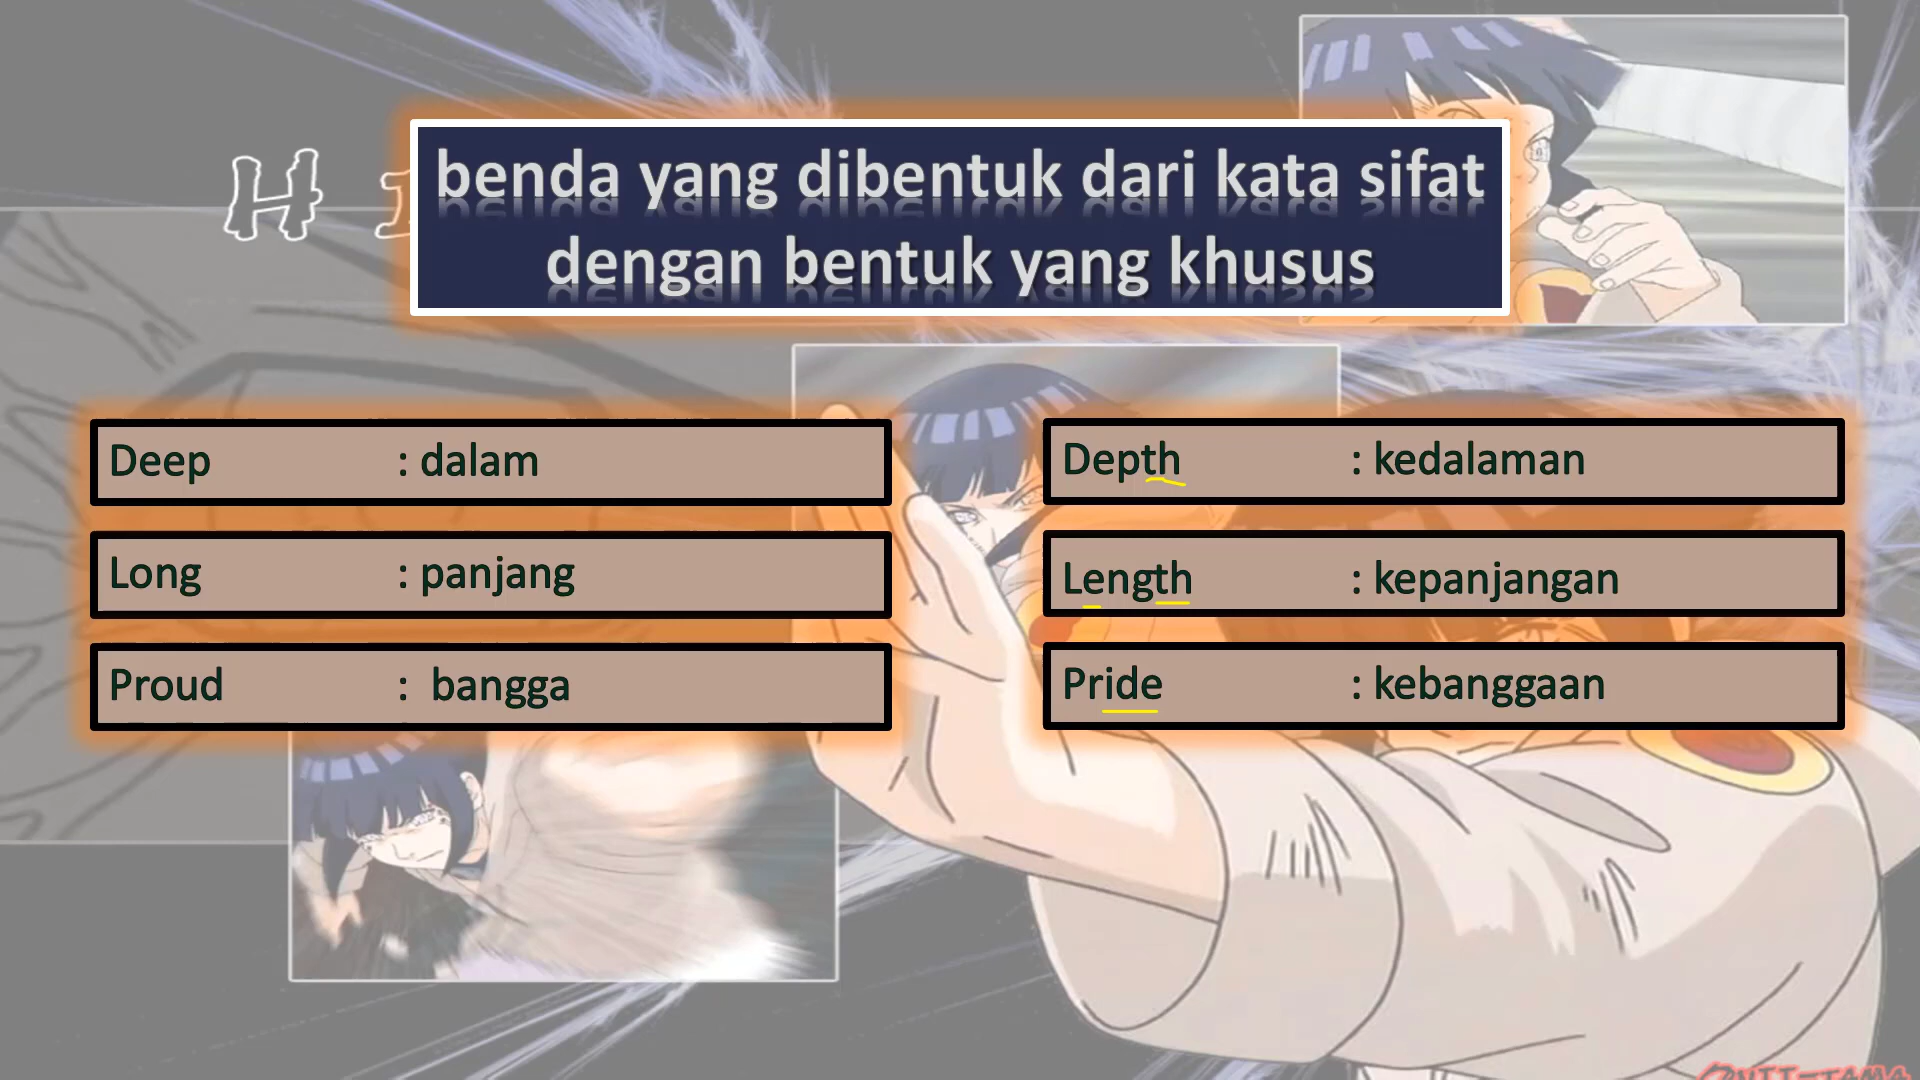 H I
benda yang dibentuk dari kata sifat
dengan bentuk yang khusus
Deep : dalam
Depth : kedalaman
Long : panjang
Length : kepanjangan
Proud : bangga
Pride : kebanggaan